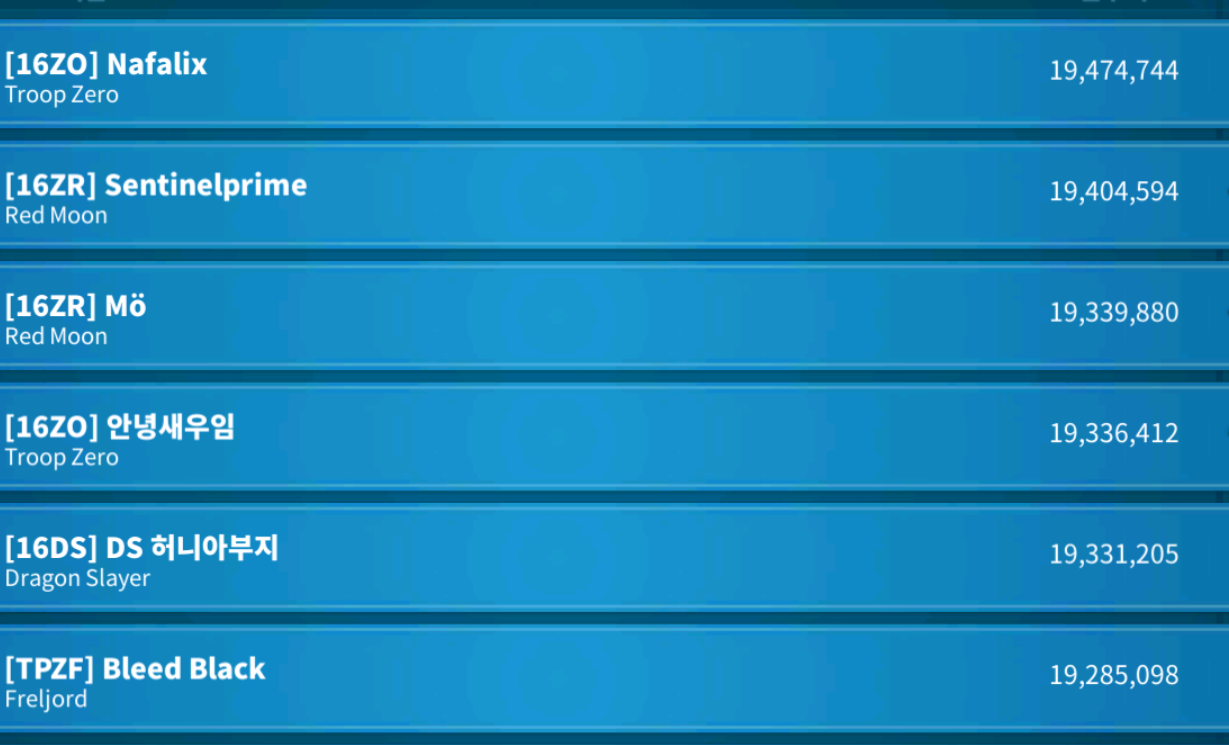 [16ZO] Nafalix
Troop Zero
19,474,744
[16ZR] Sentinelprime
Red Moon
19,404,594
[16ZR] Mö
Red Moon
19,339,880
[16ZO] 안녕새우임
Troop Zero
19,336,412
[16DS] DS 허니아부지
Dragon Slayer
19,331,205
[TPZF] Bleed Black
Freljord
19,285,098